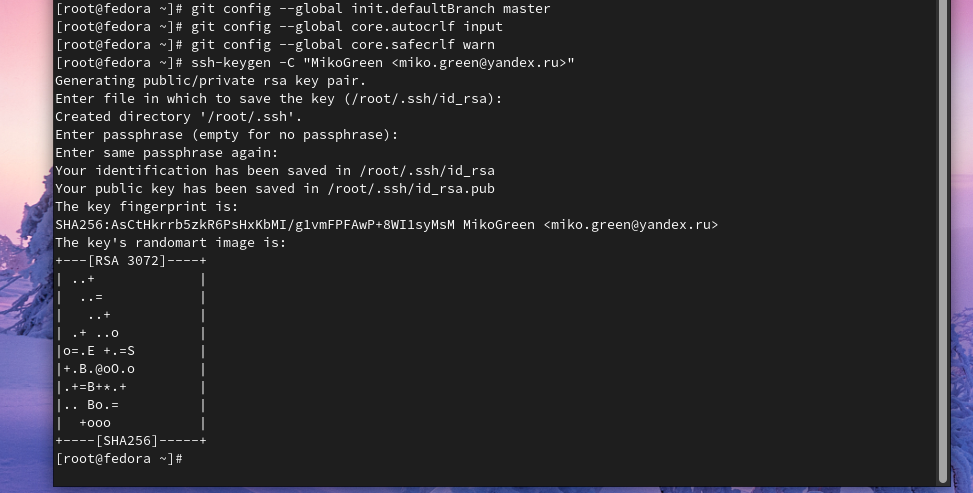 [root@fedora ~]# git config --global init.defaultBranch master
[root@fedora ~]# git config --global core.autocrlf input
[root@fedora ~]# git config --global core.safecrlf warn
[root@fedora ~]# ssh-keygen -C "MikoGreen <miko.green@yandex.ru>"
Generating public/private rsa key pair.
Enter file in which to save the key (/root/.ssh/id_rsa):
Created directory '/root/.ssh'.
Enter passphrase (empty for no passphrase):
Enter same passphrase again:
Your identification has been saved in /root/.ssh/id_rsa
Your public key has been saved in /root/.ssh/id_rsa.pub
The key fingerprint is:
SHA256:AsCtHkrrb5zkR6PsHxKbMI/g1vmFPFAwP+8WI1syMsM MikoGreen <miko.green@yandex.ru>
The key's randomart image is:
+---[RSA 3072]----+
| ..+             |
|  ..=            |
|   ..+           |
| .+ ..o          |
|o=.E +.=S        |
|+.B.@oO.o        |
|.+=B+*.+         |
|.. Bo.=          |
|  +ooo           |
+----[SHA256]-----+
[root@fedora ~]#